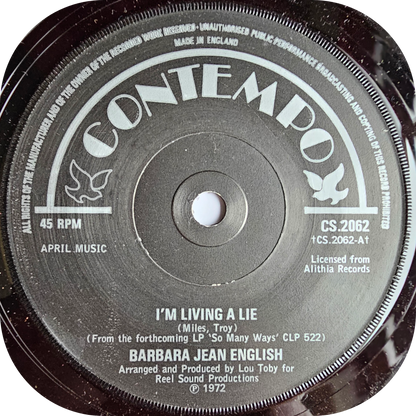 ALL RIGHTS OF THE MANUFACTURER AND OF THE OWNER OF THE RECORDED WORK RESERVED · UNAUTHORISED PUBLIC PERFORMANCE BROADCASTING AND COPYING OF THIS RECORD PROHIBITED
MADE IN ENGLAND
CONTEMPO
45 RPM
APRIL MUSIC
CS.2062
†CS.2062-A†
Licensed from
Alithia Records
I'M LIVING A LIE
(Miles, Troy)
(From the forthcoming LP 'So Many Ways' CLP 522)
BARBARA JEAN ENGLISH
Arranged and Produced by Lou Toby for
Reel Sound Productions
℗ 1972